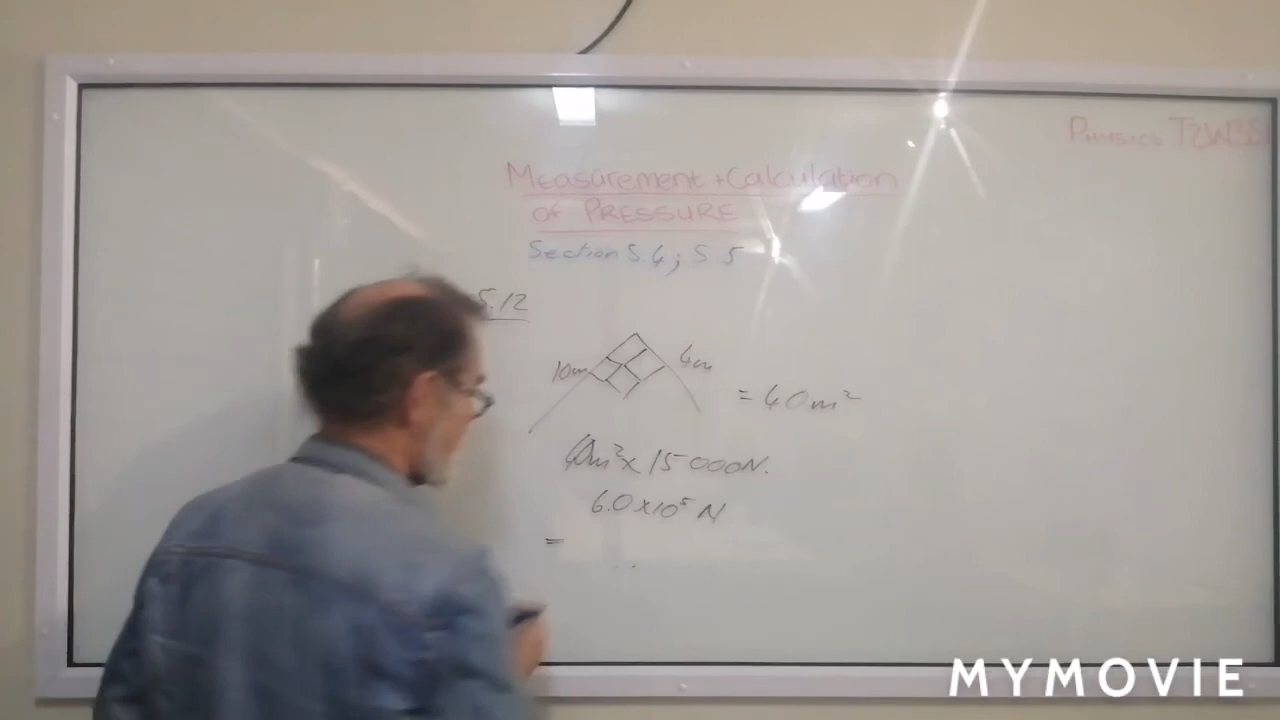 Physics
Measurement + Calculation
of PRESSURE
Section 5.4; 5.5
5.12
10m
4m
= 40m²
40m² x 15 000N.
6.0 x 10⁵ N
=
MYMOVIE